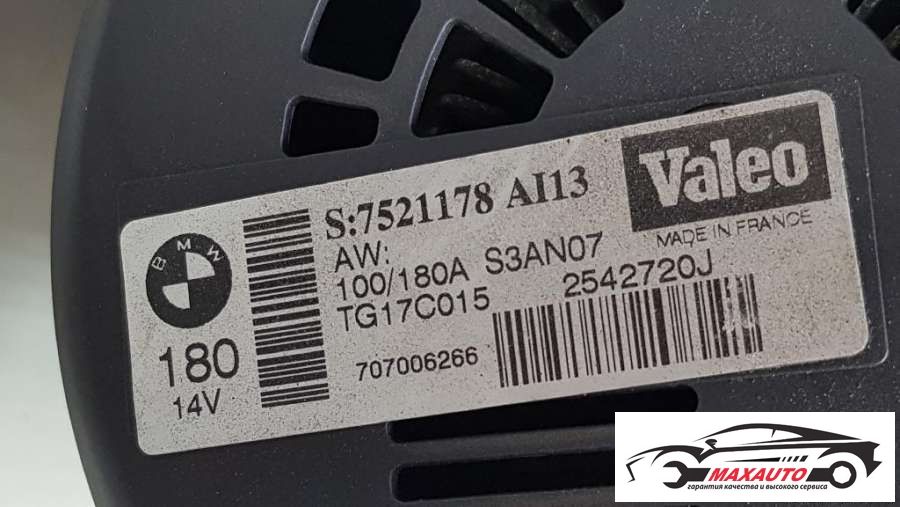 Valeo
MADE IN FRANCE
S:7521178 AI13
AW:
100/180A S3AN07
TG17C015 2542720J
707006266
BMW
180
14V
MAXAUTO
гарантия качества и высокого сервиса